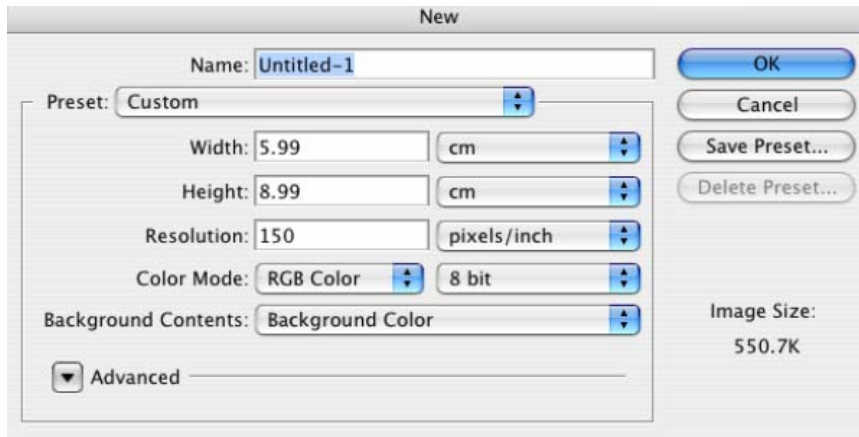 New
Name: Untitled-1
OK
Preset: Custom
Cancel
Width: 5.99 cm
Save Preset...
Height: 8.99 cm
Delete Preset...
Resolution: 150 pixels/inch
Color Mode: RGB Color 8 bit
Background Contents: Background Color
Image Size:
550.7K
Advanced